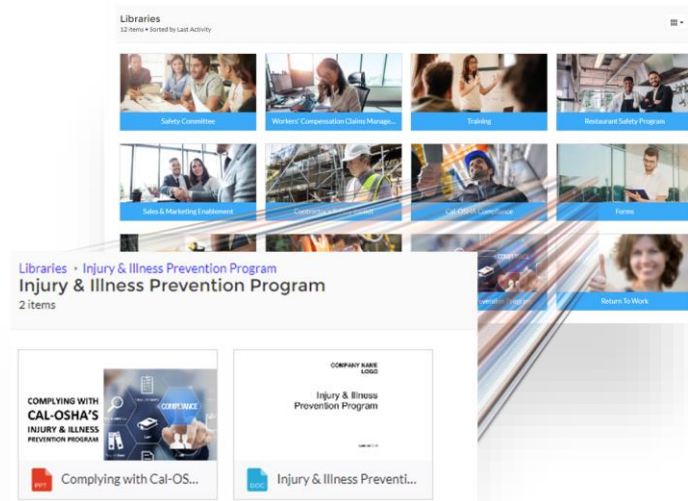 Libraries
12 items • Sorted by Last Activity
Safety Committee
Workers' Compensation Claims Manage...
Training
Restaurant Safety Program
Sales & Marketing Enablement
Cal-OSHA Compliance
Forms
Return To Work
Libraries • Injury & Illness Prevention Program
Injury & Illness Prevention Program
2 items
COMPLYING WITH
CAL-OSHA'S
INJURY & ILLNESS
PREVENTION PROGRAM
COMPLIANCE
COMPANY NAME
LOGO
Injury & Illness
Prevention Program
PPT
Complying with Cal-OS...
DOC
Injury & Illness Preventi...